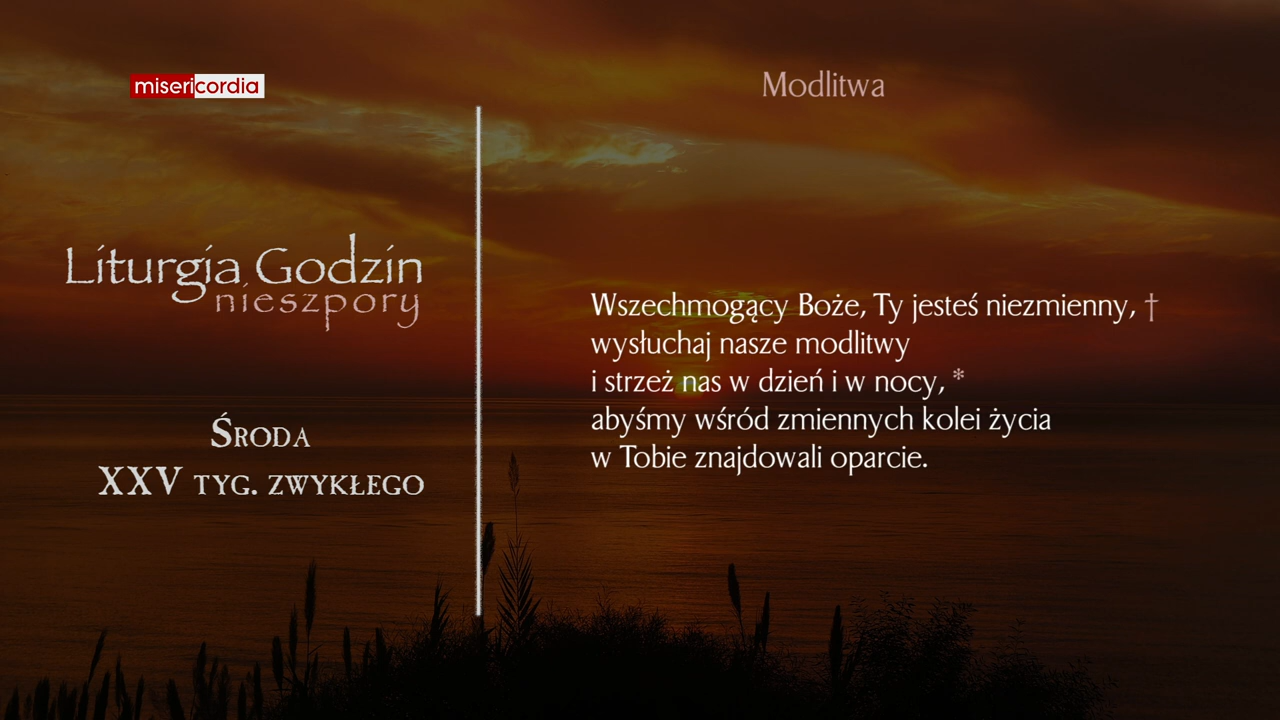 misericordia
Modlitwa
Liturgia Godzin
nieszpory
Środa
XXV tyg. zwykłego
Wszechmogący Boże, Ty jesteś niezmienny, †
wysłuchaj nasze modlitwy
i strzeż nas w dzień i w nocy, *
abyśmy wśród zmiennych kolei życia
w Tobie znajdowali oparcie.